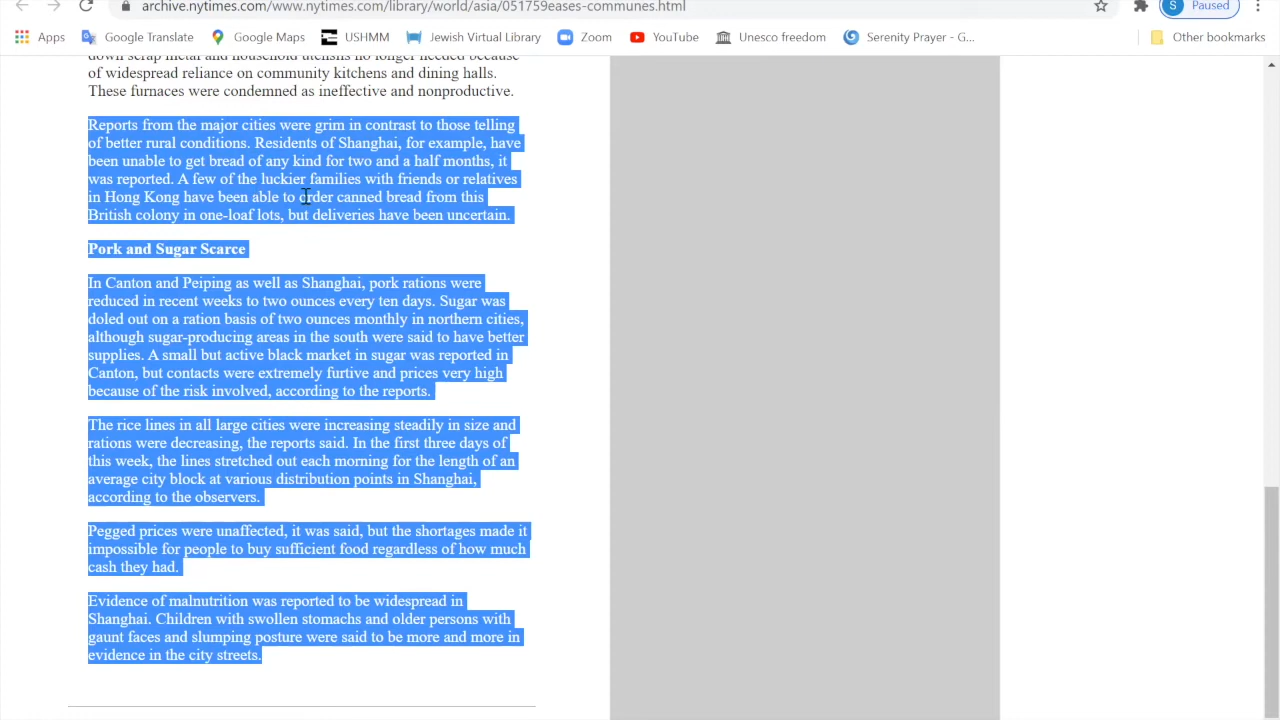 archive.nytimes.com/www.nytimes.com/library/world/asia/051759eases-communes.html
S Paused
Apps Google Translate Google Maps USHMM Jewish Virtual Library Zoom YouTube Unesco freedom Serenity Prayer - G... Other bookmarks
down scrap metal and household utensils no longer needed because
of widespread reliance on community kitchens and dining halls.
These furnaces were condemned as ineffective and nonproductive.
Reports from the major cities were grim in contrast to those telling
of better rural conditions. Residents of Shanghai, for example, have
been unable to get bread of any kind for two and a half months, it
was reported. A few of the luckier families with friends or relatives
in Hong Kong have been able to order canned bread from this
British colony in one-loaf lots, but deliveries have been uncertain.
Pork and Sugar Scarce
In Canton and Peiping as well as Shanghai, pork rations were
reduced in recent weeks to two ounces every ten days. Sugar was
doled out on a ration basis of two ounces monthly in northern cities,
although sugar-producing areas in the south were said to have better
supplies. A small but active black market in sugar was reported in
Canton, but contacts were extremely furtive and prices very high
because of the risk involved, according to the reports.
The rice lines in all large cities were increasing steadily in size and
rations were decreasing, the reports said. In the first three days of
this week, the lines stretched out each morning for the length of an
average city block at various distribution points in Shanghai,
according to the observers.
Pegged prices were unaffected, it was said, but the shortages made it
impossible for people to buy sufficient food regardless of how much
cash they had.
Evidence of malnutrition was reported to be widespread in
Shanghai. Children with swollen stomachs and older persons with
gaunt faces and slumping posture were said to be more and more in
evidence in the city streets.